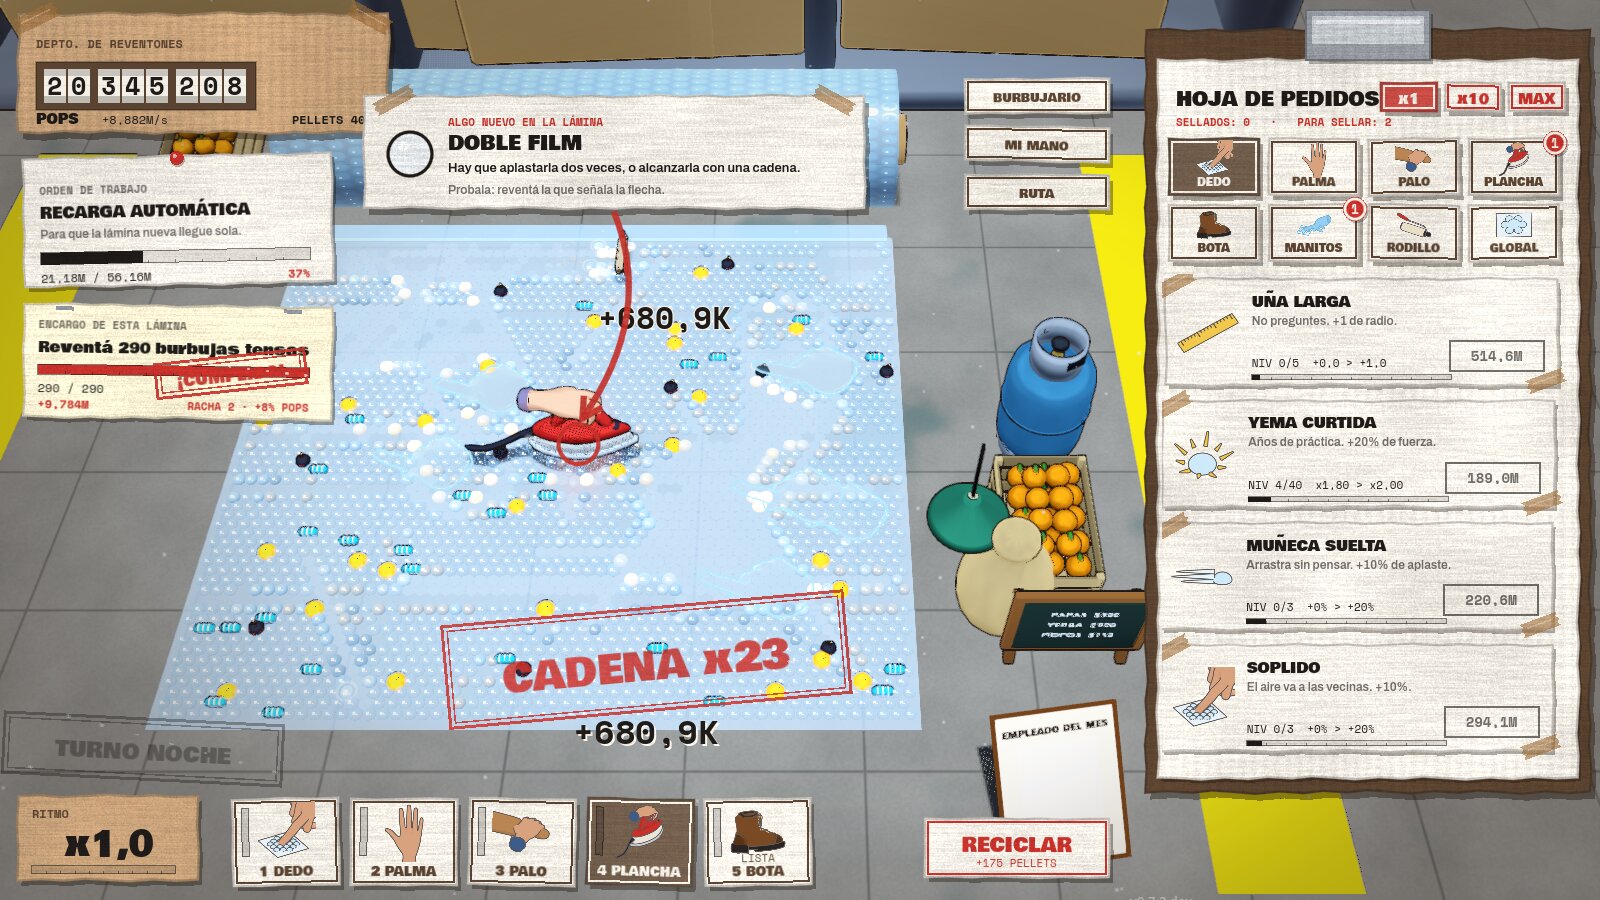 DEPTO. DE REVENTONES
20 345 208
POPS +8,882M/s PELLETS 40
ORDEN DE TRABAJO
RECARGA AUTOMÁTICA
Para que la lámina nueva llegue sola.
21,18M / 56,16M 37%
ENCARGO DE ESTA LÁMINA
Reventá 290 burbujas tensas
290 / 290
+9,784M RACHA 2 · +8% POPS
ALGO NUEVO EN LA LÁMINA
DOBLE FILM
Hay que aplastarla dos veces, o alcanzarla con una cadena.
Probala: reventá la que señala la flecha.
+680,9K
CADENA x23
+680,9K
BURBUJARIO
MI MANO
RUTA
HOJA DE PEDIDOS x1 x10 MAX
SELLADOS: 0 · PARA SELLAR: 2
DEDO
PALMA
PALO
PLANCHA
1
BOTA
MANITOS
1
RODILLO
GLOBAL
UÑA LARGA
No preguntes. +1 de radio.
NIV 0/5 +0,0 > +1,0
514,6M
YEMA CURTIDA
Años de práctica. +20% de fuerza.
NIV 4/40 x1,80 > x2,00
189,0M
MUÑECA SUELTA
Arrastra sin pensar. +10% de aplaste.
NIV 0/3 +0% > +20%
220,6M
SOPLIDO
El aire va a las vecinas. +10%.
NIV 0/3 +0% > +20%
294,1M
EMPLEADO DEL MES
TURNO NOCHE
RITMO
x1,0
1 DEDO
2 PALMA
3 PALO
4 PLANCHA
LISTA
5 BOTA
RECICLAR
+175 PELLETS